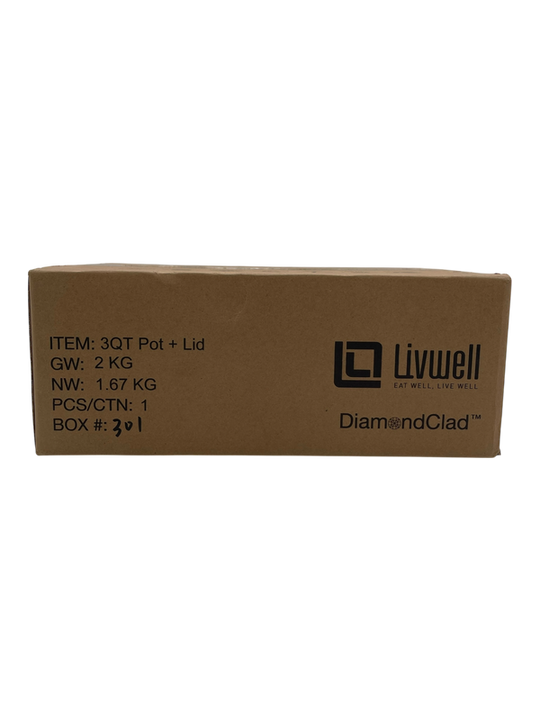 ITEM: 3QT Pot + Lid
GW: 2 KG
NW: 1.67 KG
PCS/CTN: 1
BOX #: 301
Livwell
EAT WELL, LIVE WELL
DiamondClad™